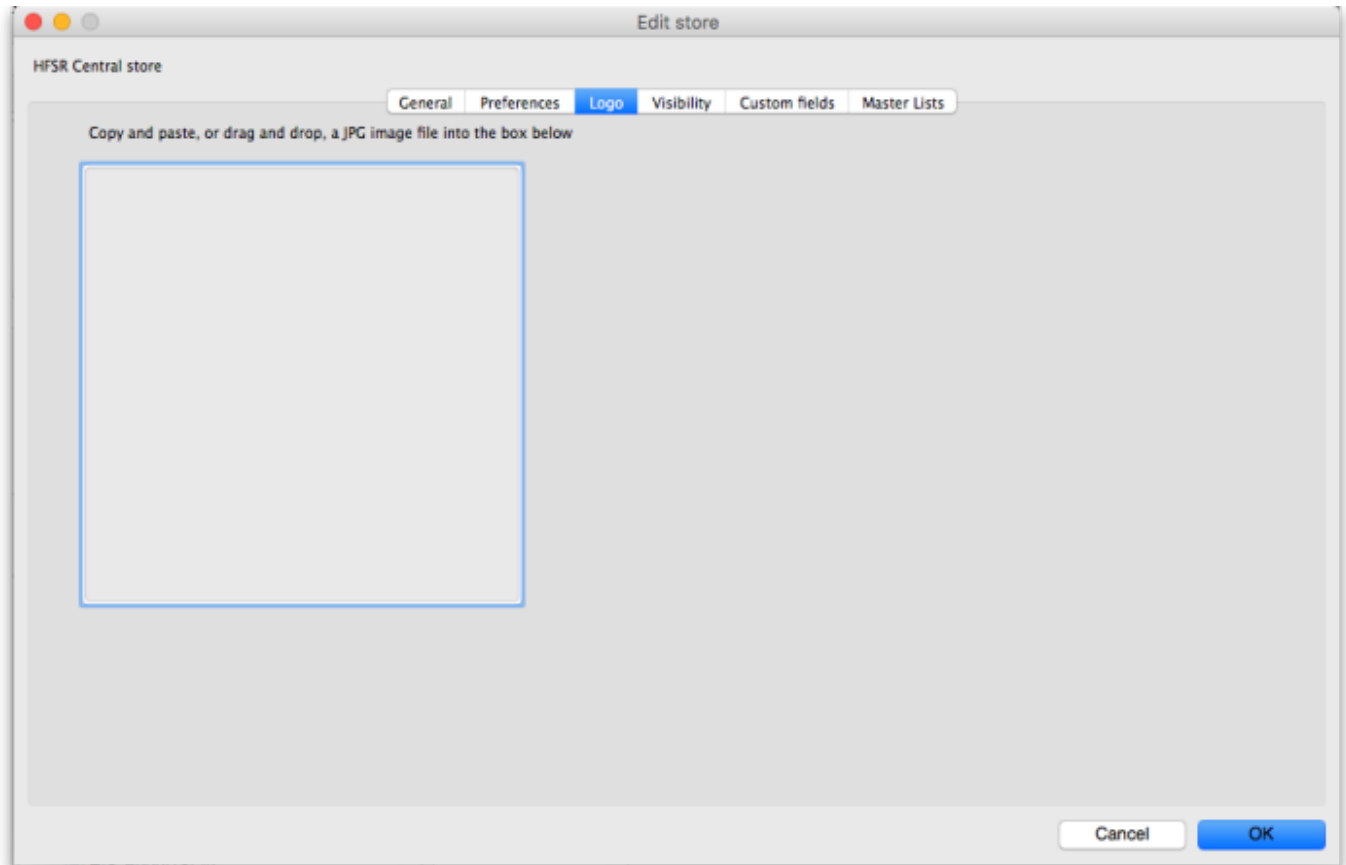 Edit store
HFSR Central store
General Preferences Logo Visibility Custom fields Master Lists
Copy and paste, or drag and drop, a JPG image file into the box below
Cancel OK